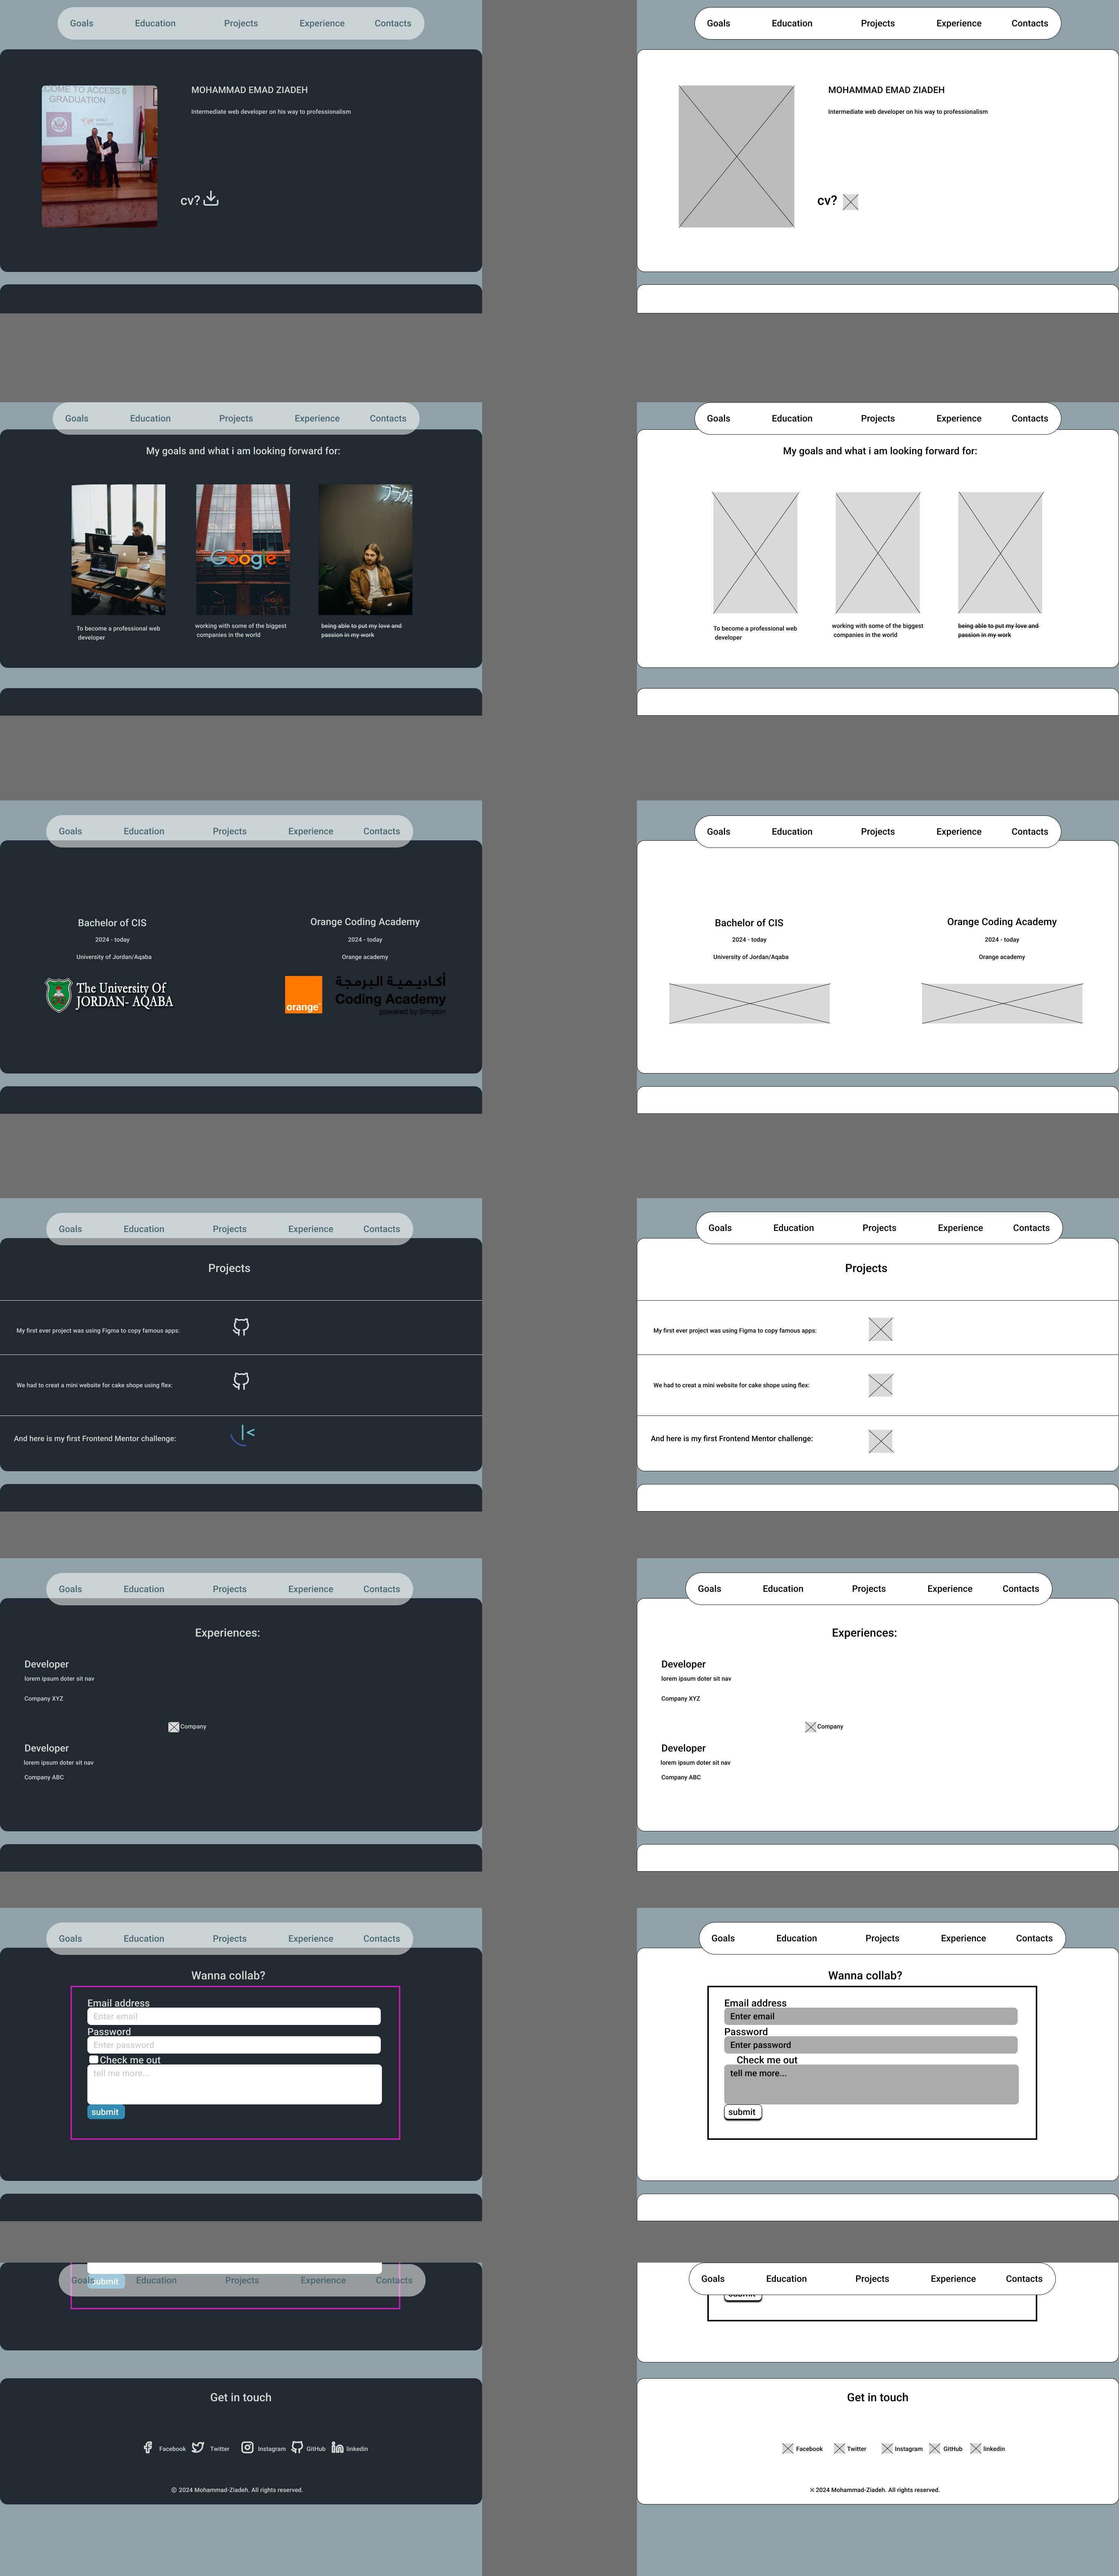 Goals Education Projects Experience Contacts
COME TO ACCESS 6
GRADUATION
MOHAMMAD EMAD ZIADEH
Intermediate web developer on his way to professionalism
cv?
Goals Education Projects Experience Contacts
MOHAMMAD EMAD ZIADEH
Intermediate web developer on his way to professionalism
cv?
Goals Education Projects Experience Contacts
My goals and what i am looking forward for:
Google
To become a professional web
developer
working with some of the biggest
companies in the world
being able to put my love and
passion in my work
Goals Education Projects Experience Contacts
My goals and what i am looking forward for:
To become a professional web
developer
working with some of the biggest
companies in the world
being able to put my love and
passion in my work
Goals Education Projects Experience Contacts
Bachelor of CIS
2024 - today
University of Jordan/Aqaba
The University Of
JORDAN- AQABA
Orange Coding Academy
2024 - today
Orange academy
orange
أكاديمية البرمجة
Coding Academy
powered by Simplon
Goals Education Projects Experience Contacts
Bachelor of CIS
2024 - today
University of Jordan/Aqaba
Orange Coding Academy
2024 - today
Orange academy
Goals Education Projects Experience Contacts
Projects
My first ever project was using Figma to copy famous apps:
We had to creat a mini website for cake shope using flex:
And here is my first Frontend Mentor challenge:
Goals Education Projects Experience Contacts
Projects
My first ever project was using Figma to copy famous apps:
We had to creat a mini website for cake shope using flex:
And here is my first Frontend Mentor challenge:
Goals Education Projects Experience Contacts
Experiences:
Developer
lorem ipsum doter sit nav
Company XYZ
Company
Developer
lorem ipsum doter sit nav
Company ABC
Goals Education Projects Experience Contacts
Experiences:
Developer
lorem ipsum doter sit nav
Company XYZ
Company
Developer
lorem ipsum doter sit nav
Company ABC
Goals Education Projects Experience Contacts
Wanna collab?
Email address
Enter email
Password
Enter password
Check me out
tell me more...
submit
Goals Education Projects Experience Contacts
Wanna collab?
Email address
Enter email
Password
Enter password
Check me out
tell me more...
submit
Goals Education Projects Experience Contacts
submit
Get in touch
Facebook Twitter Instagram GitHub linkedin
© 2024 Mohammad-Ziadeh. All rights reserved.
Goals Education Projects Experience Contacts
submit
Get in touch
Facebook Twitter Instagram GitHub linkedin
2024 Mohammad-Ziadeh. All rights reserved.